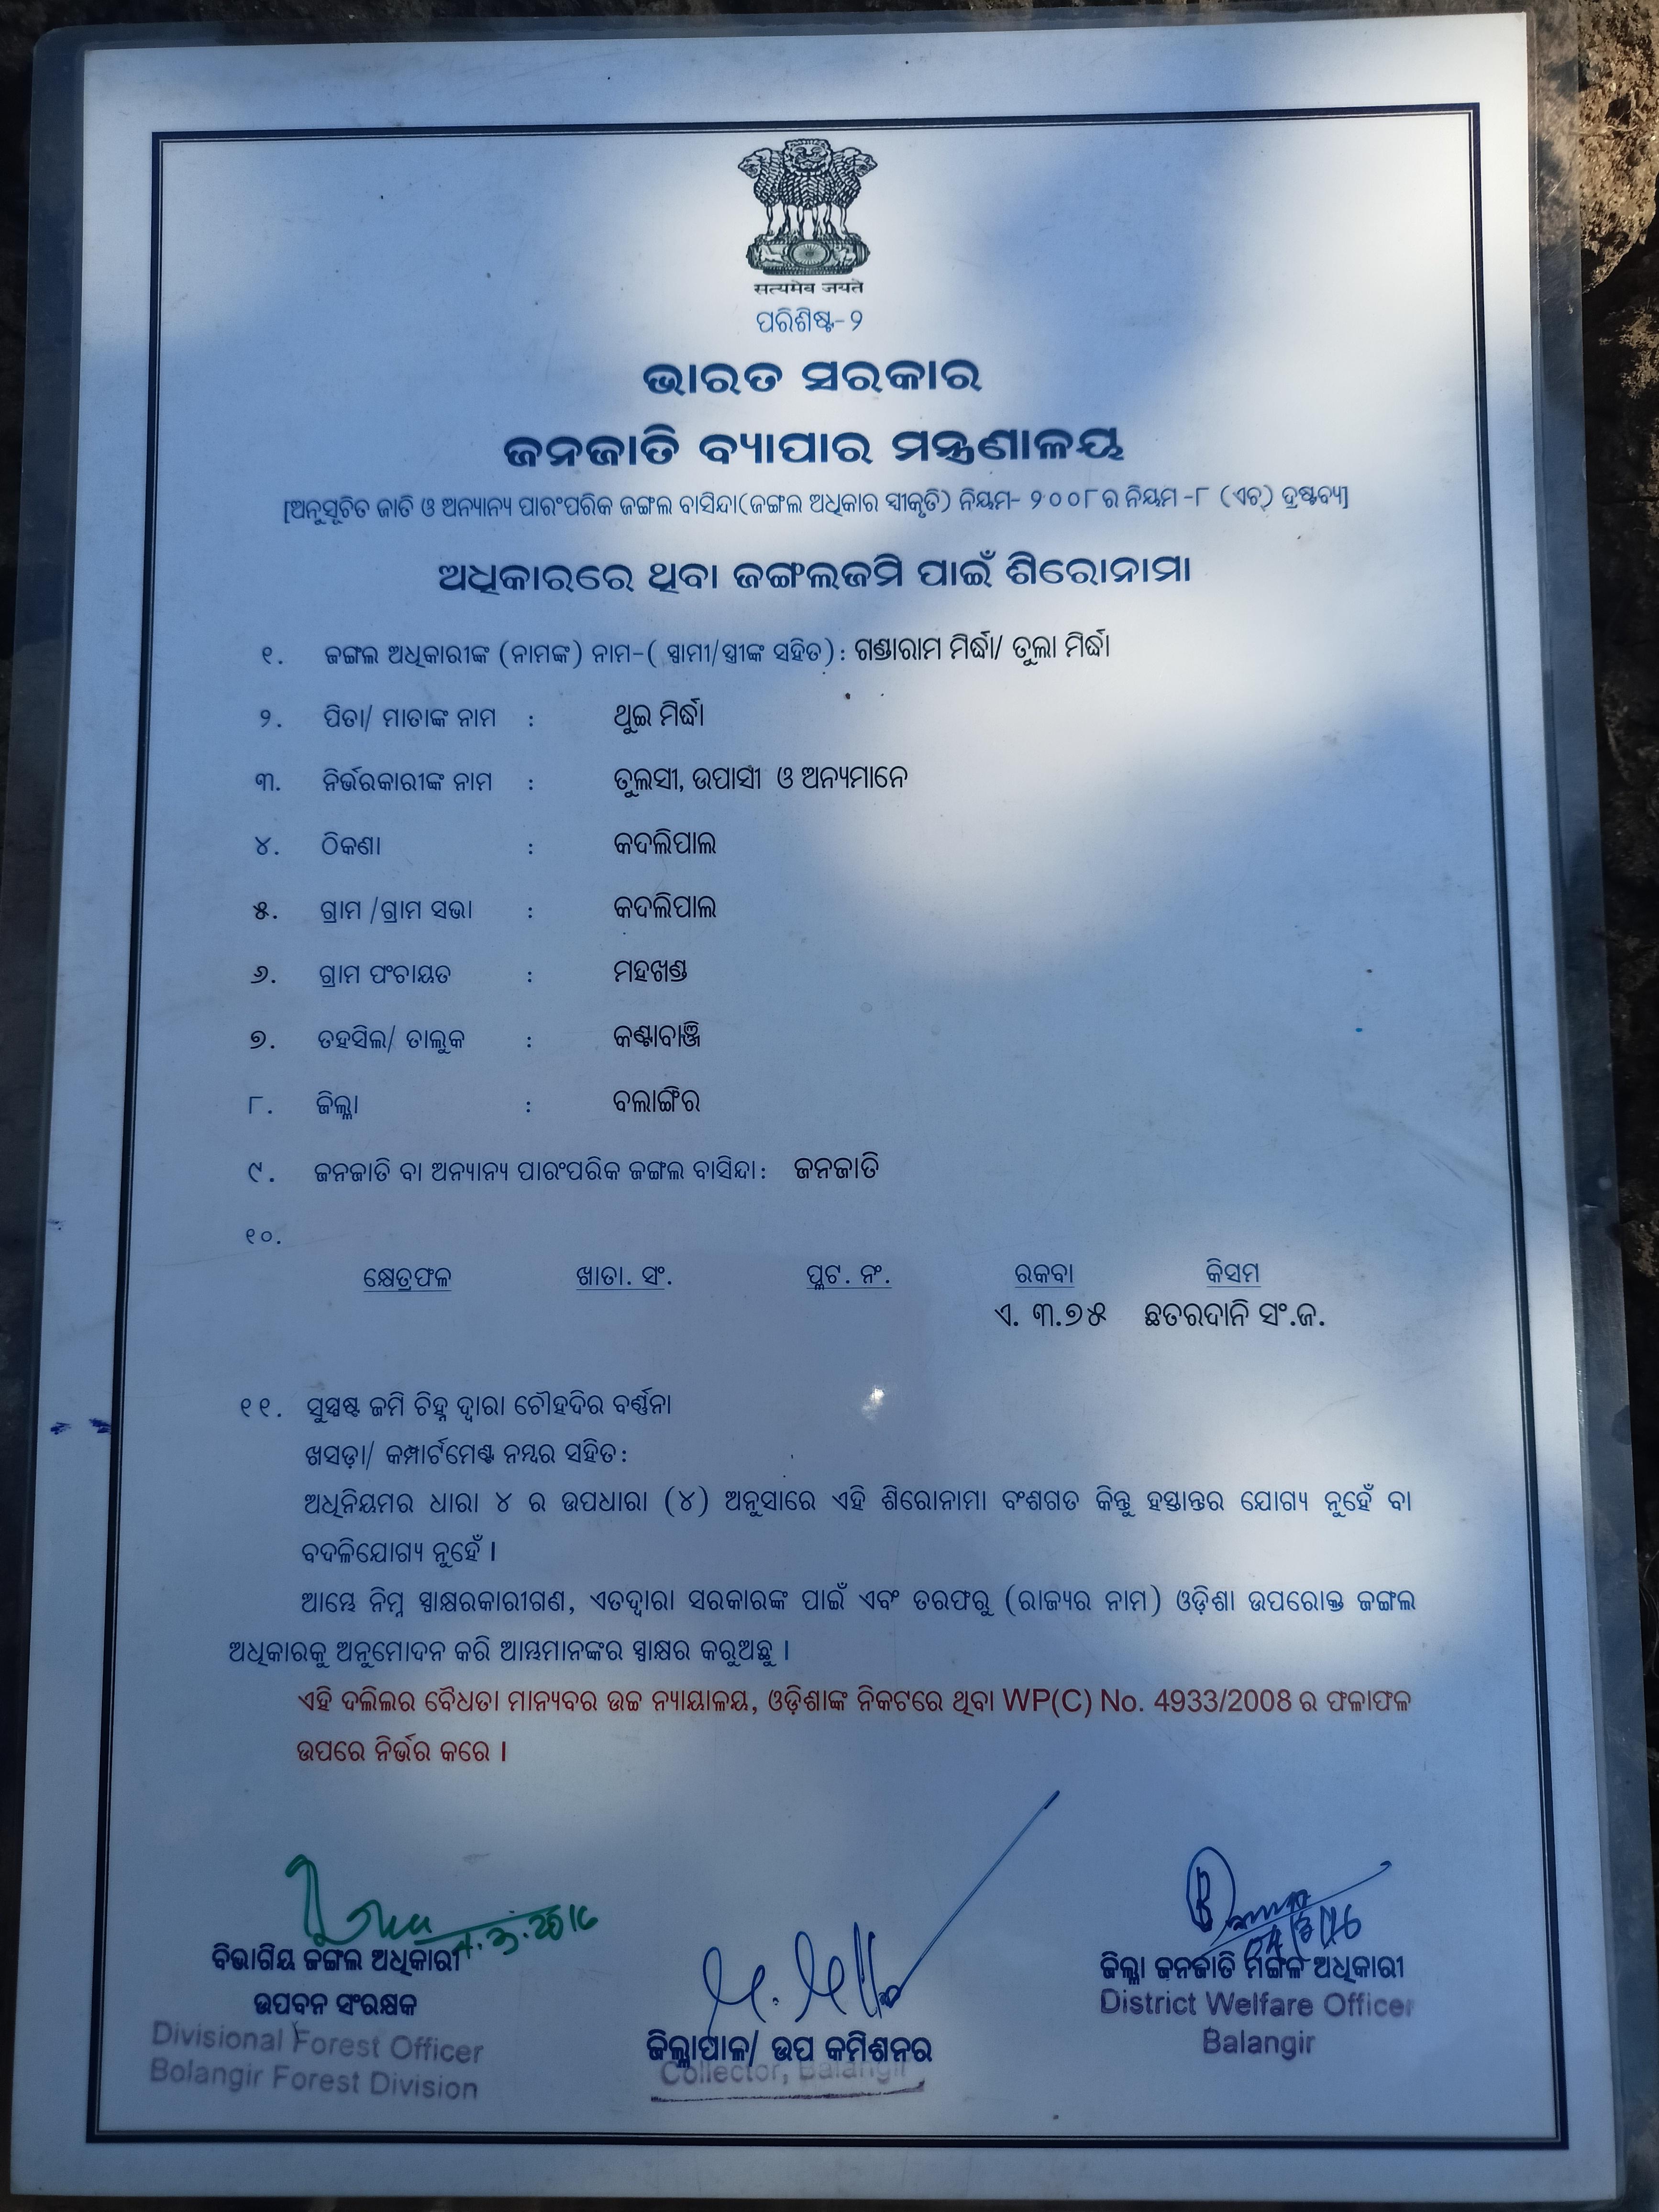 सत्यमेव जयते
ପରିଶିଷ୍ଟ-୨
ଭାରତ ସରକାର
ଜନଜାତି ବ୍ୟାପାର ମନ୍ତ୍ରଣାଳୟ
[ଅନୁସୂଚିତ ଜାତି ଓ ଅନ୍ୟାନ୍ୟ ପାରଂପରିକ ଜଙ୍ଗଲ ବାସିନ୍ଦା(ଜଙ୍ଗଲ ଅଧିକାର ସ୍ୱୀକୃତି) ନିୟମ- ୨୦୦୮ର ନିୟମ -୮ (ଏଚ୍) ଦ୍ରଷ୍ଟବ୍ୟ]
ଅଧିକାରରେ ଥିବା ଜଙ୍ଗଲଜମି ପାଇଁ ଶିରୋନାମା
୧. ଜଙ୍ଗଲ ଅଧିକାରୀଙ୍କ (ନାମଙ୍କ) ନାମ-( ସ୍ୱାମୀ/ସ୍ତ୍ରୀଙ୍କ ସହିତ): ଗଣ୍ଡାରାମ ମିର୍ଦ୍ଧା/ ତୁଲା ମିର୍ଦ୍ଧା
୨. ପିତା/ ମାତାଙ୍କ ନାମ : ଥୁଇ ମିର୍ଦ୍ଧା
୩. ନିର୍ଭରକାରୀଙ୍କ ନାମ : ତୁଲସୀ, ଉପାସୀ ଓ ଅନ୍ୟମାନେ
୪. ଠିକଣା : କଦଲିପାଲ
୫. ଗ୍ରାମ /ଗ୍ରାମ ସଭା : କଦଲିପାଲ
୬. ଗ୍ରାମ ପଂଚାୟତ : ମହଖଣ୍ଡ
୭. ତହସିଲ/ ତାଲୁକ : କଣ୍ଟାବାଞ୍ଜି
୮. ଜିଲ୍ଲା : ବଲାଙ୍ଗିର
୯. ଜନଜାତି ବା ଅନ୍ୟାନ୍ୟ ପାରଂପରିକ ଜଙ୍ଗଲ ବାସିନ୍ଦା: ଜନଜାତି
୧୦.
କ୍ଷେତ୍ରଫଳ ଖାତା. ସଂ. ପ୍ଲଟ. ନଂ. ରକବା କିସମ
ଏ. ୩.୭୫ ଛତରଦାନି ସଂ.ଜ.
୧୧. ସୁସ୍ପଷ୍ଟ ଜମି ଚିହ୍ନ ଦ୍ୱାରା ଚୌହଦିର ବର୍ଣ୍ଣନା
ଖସଡ଼ା/ କମ୍ପାର୍ଟମେଣ୍ଟ ନମ୍ବର ସହିତ:
ଅଧିନିୟମର ଧାରା ୪ ର ଉପଧାରା (୪) ଅନୁସାରେ ଏହି ଶିରୋନାମା ବଂଶଗତ କିନ୍ତୁ ହସ୍ତାନ୍ତର ଯୋଗ୍ୟ ନୁହେଁ ବା
ବଦଳିଯୋଗ୍ୟ ନୁହେଁ ।
ଆମ୍ଭେ ନିମ୍ନ ସ୍ୱାକ୍ଷରକାରୀଗଣ, ଏତଦ୍ୱାରା ସରକାରଙ୍କ ପାଇଁ ଏବଂ ତରଫରୁ (ରାଜ୍ୟର ନାମ) ଓଡ଼ିଶା ଉପରୋକ୍ତ ଜଙ୍ଗଲ
ଅଧିକାରକୁ ଅନୁମୋଦନ କରି ଆମ୍ଭମାନଙ୍କର ସ୍ୱାକ୍ଷର କରୁଅଛୁ ।
ଏହି ଦଲିଲର ବୈଧତା ମାନ୍ୟବର ଉଚ୍ଚ ନ୍ୟାୟାଳୟ, ଓଡ଼ିଶାଙ୍କ ନିକଟରେ ଥିବା WP(C) No. 4933/2008 ର ଫଳାଫଳ
ଉପରେ ନିର୍ଭର କରେ ।
ବିଭାଗିୟ ଜଙ୍ଗଲ ଅଧିକାରୀ
ଉପବନ ସଂରକ୍ଷକ
Divisional Forest Officer
Bolangir Forest Division
ଜିଲ୍ଲାପାଳ/ ଉପ କମିଶନର
Collector, Balangir
ଜିଲ୍ଲା ଜନଜାତି ମଙ୍ଗଳ ଅଧିକାରୀ
District Welfare Officer
Balangir